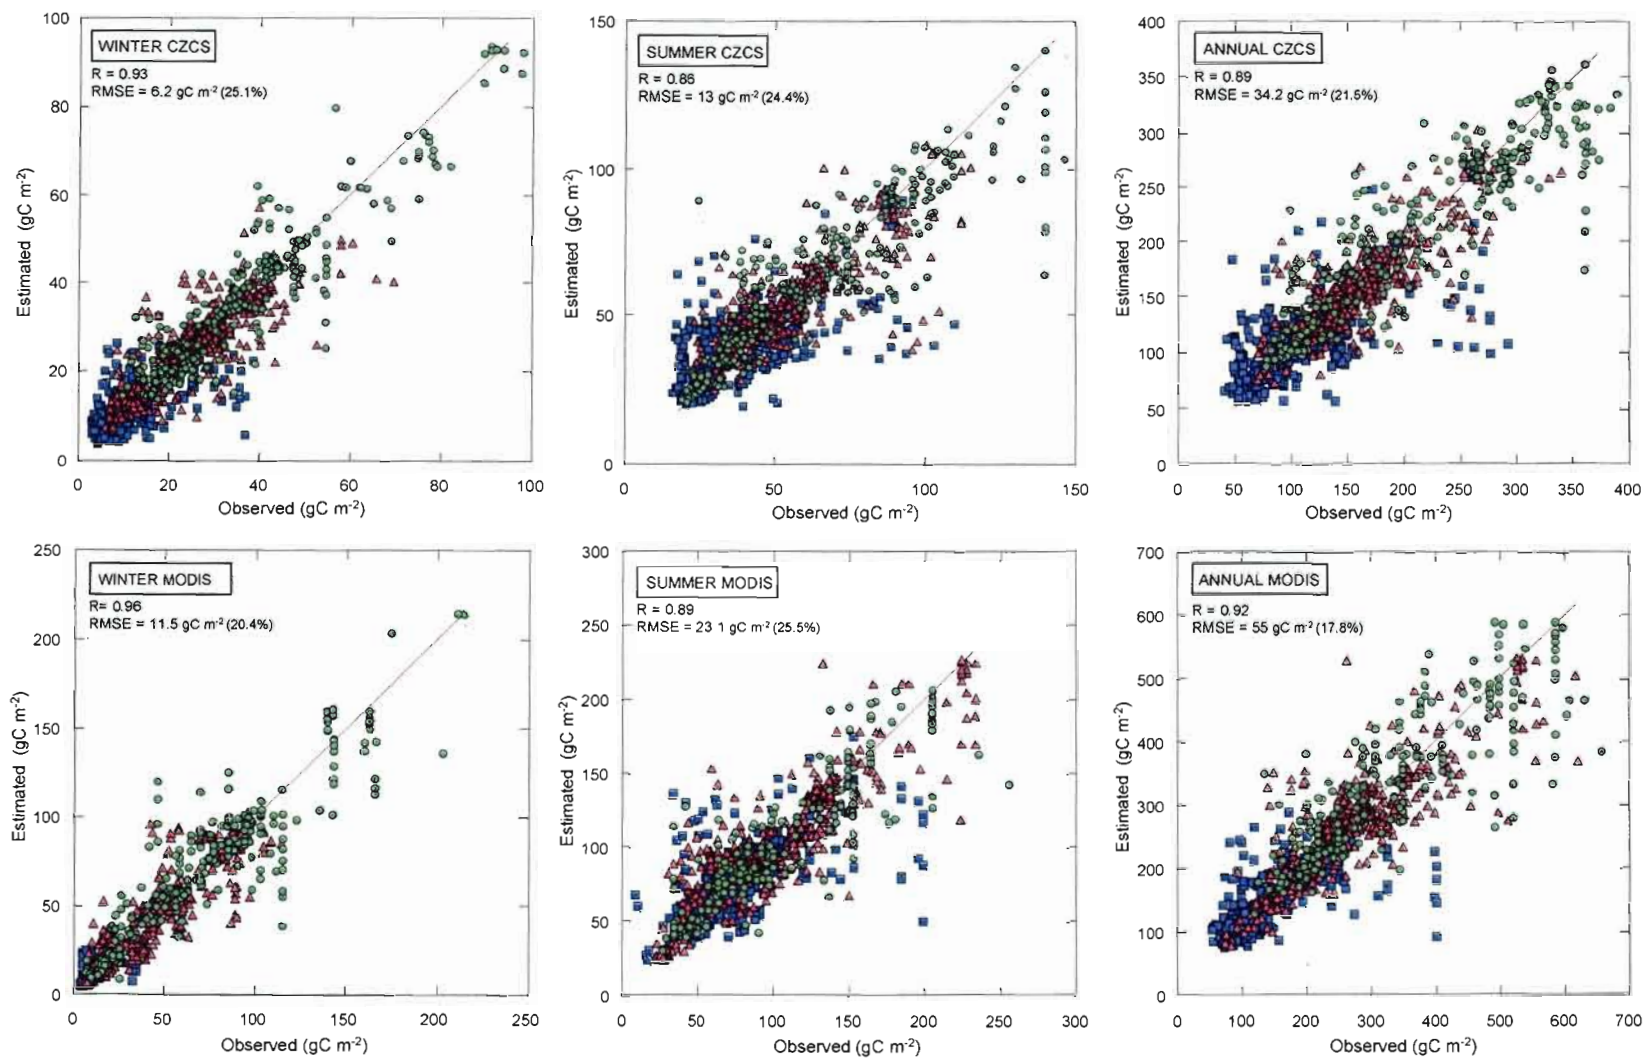 WINTER CZCS
R = 0.93
RMSE = 6.2 gC m-2 (25.1%)
100
80
60
40
20
0
Estimated (gC m-2)
0 20 40 60 80 100
Observed (gC m-2)
SUMMER CZCS
R = 0.86
RMSE = 13 gC m-2 (24.4%)
150
100
50
0
Estimated (gC m-2)
0 50 100 150
Observed (gC m-2)
ANNUAL CZCS
R = 0.89
RMSE = 34.2 gC m-2 (21.5%)
400
350
300
250
200
150
100
50
0
Estimated (gC m-2)
0 50 100 150 200 250 300 350 400
Observed (gC m-2)
WINTER MODIS
R= 0.96
RMSE = 11.5 gC m-2 (20.4%)
250
200
150
100
50
0
Estimated (gC m-2)
0 50 100 150 200 250
Observed (gC m-2)
SUMMER MODIS
R = 0.89
RMSE = 23 1 gC m-2 (25.5%)
300
250
200
150
100
50
0
Estimated (gC m-2)
0 50 100 150 200 250 300
Observed (gC m-2)
ANNUAL MODIS
R = 0.92
RMSE = 55 gC m-2 (17.8%)
700
600
500
400
300
200
100
0
Estimated (gC m-2)
0 100 200 300 400 500 600 700
Observed (gC m-2)